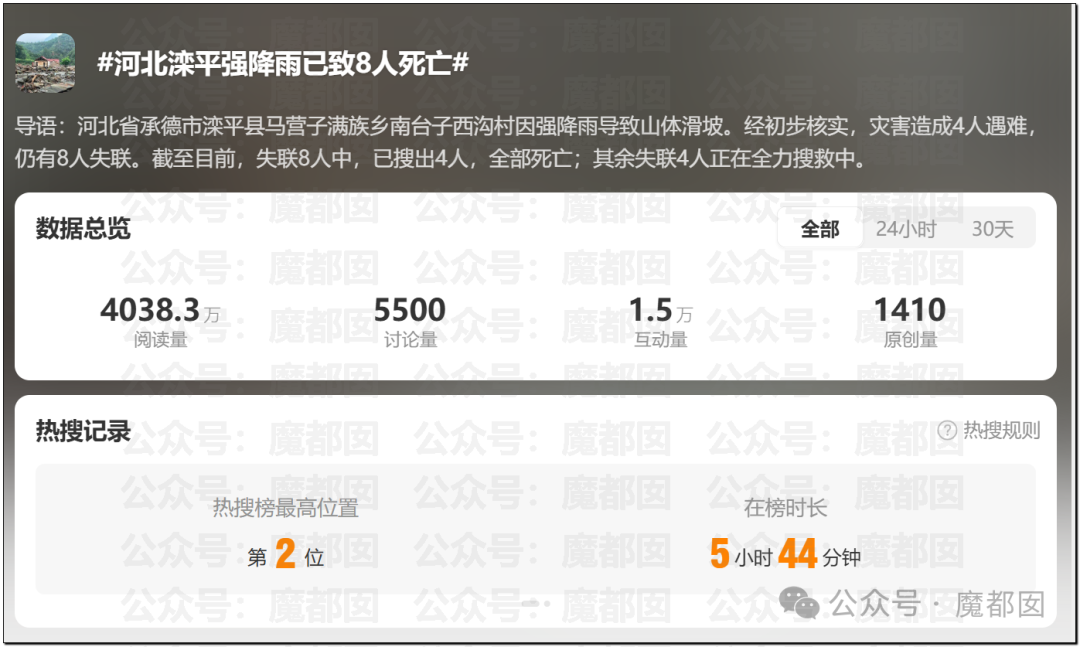 #河北滦平强降雨已致8人死亡#
导语：河北省承德市滦平县马营子满族乡南台子西沟村因强降雨导致山体滑坡。经初步核实，灾害造成4人遇难，
仍有8人失联。截至目前，失联8人中，已搜出4人，全部死亡；其余失联4人正在全力搜救中。
数据总览
全部 24小时 30天
4038.3万 5500 1.5万 1410
阅读量 讨论量 互动量 原创量
热搜记录
? 热搜规则
热搜榜最高位置 在榜时长
第2位 5小时44分钟
公众号 · 魔都囡